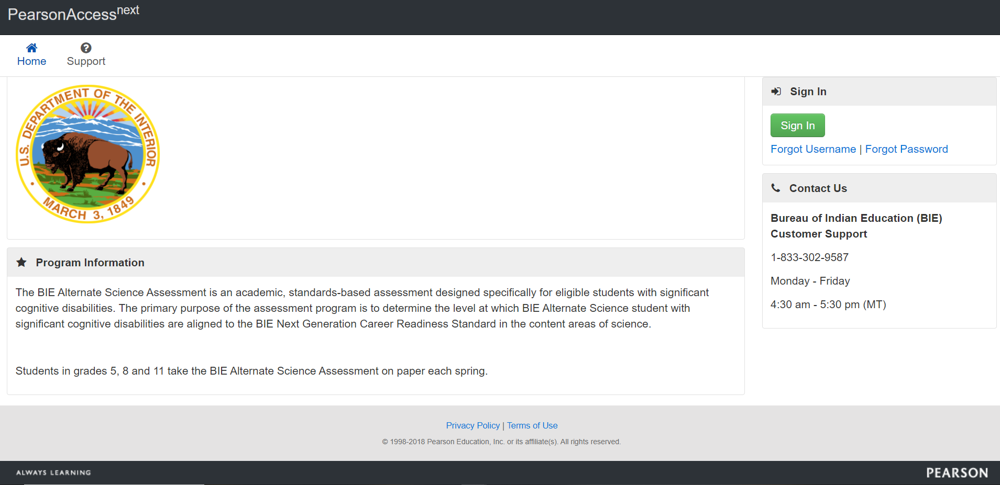 PearsonAccessnext
Home
Support
U.S. DEPARTMENT OF THE INTERIOR
MARCH 3, 1849
Program Information
The BIE Alternate Science Assessment is an academic, standards-based assessment designed specifically for eligible students with significant
cognitive disabilities. The primary purpose of the assessment program is to determine the level at which BIE Alternate Science student with
significant cognitive disabilities are aligned to the BIE Next Generation Career Readiness Standard in the content areas of science.
Students in grades 5, 8 and 11 take the BIE Alternate Science Assessment on paper each spring.
Sign In
Sign In
Forgot Username | Forgot Password
Contact Us
Bureau of Indian Education (BIE)
Customer Support
1-833-302-9587
Monday - Friday
4:30 am - 5:30 pm (MT)
Privacy Policy | Terms of Use
© 1998-2018 Pearson Education, Inc. or its affiliate(s). All rights reserved.
ALWAYS LEARNING
PEARSON